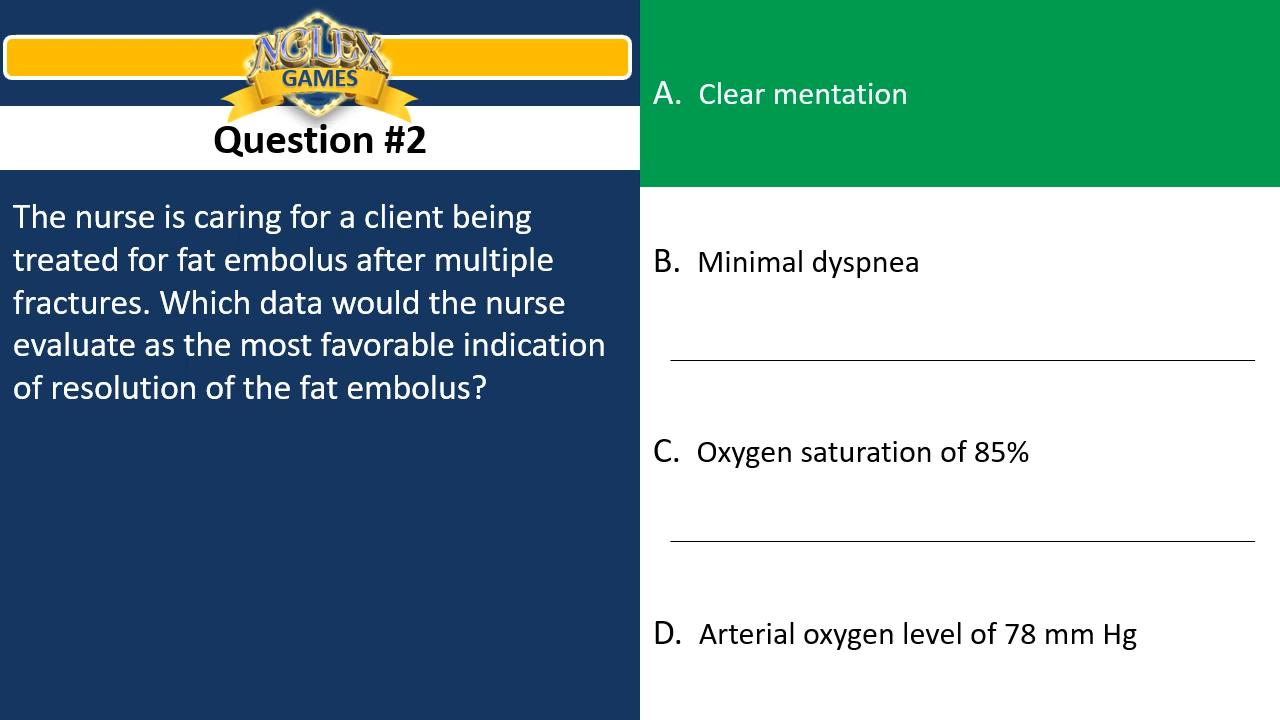 NCLEX
GAMES
Question #2
The nurse is caring for a client being
treated for fat embolus after multiple
fractures. Which data would the nurse
evaluate as the most favorable indication
of resolution of the fat embolus?
A. Clear mentation
B. Minimal dyspnea
C. Oxygen saturation of 85%
D. Arterial oxygen level of 78 mm Hg